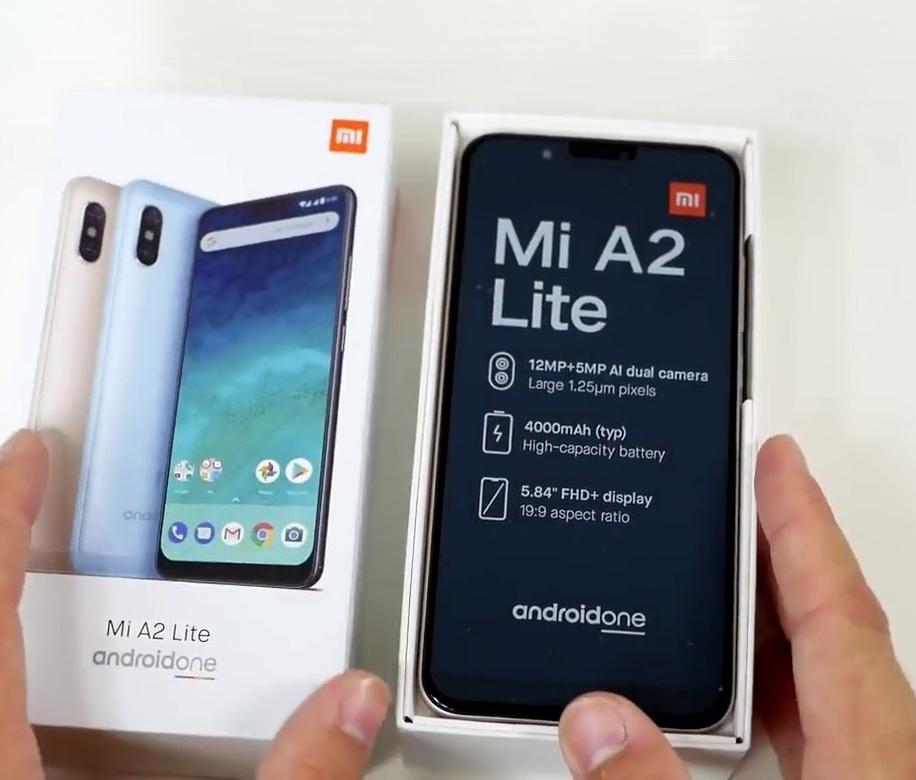 mi
Mi A2 Lite
androidone
mi
Mi A2
Lite
12MP+5MP AI dual camera
Large 1.25μm pixels
4000mAh (typ)
High-capacity battery
5.84" FHD+ display
19:9 aspect ratio
androidone